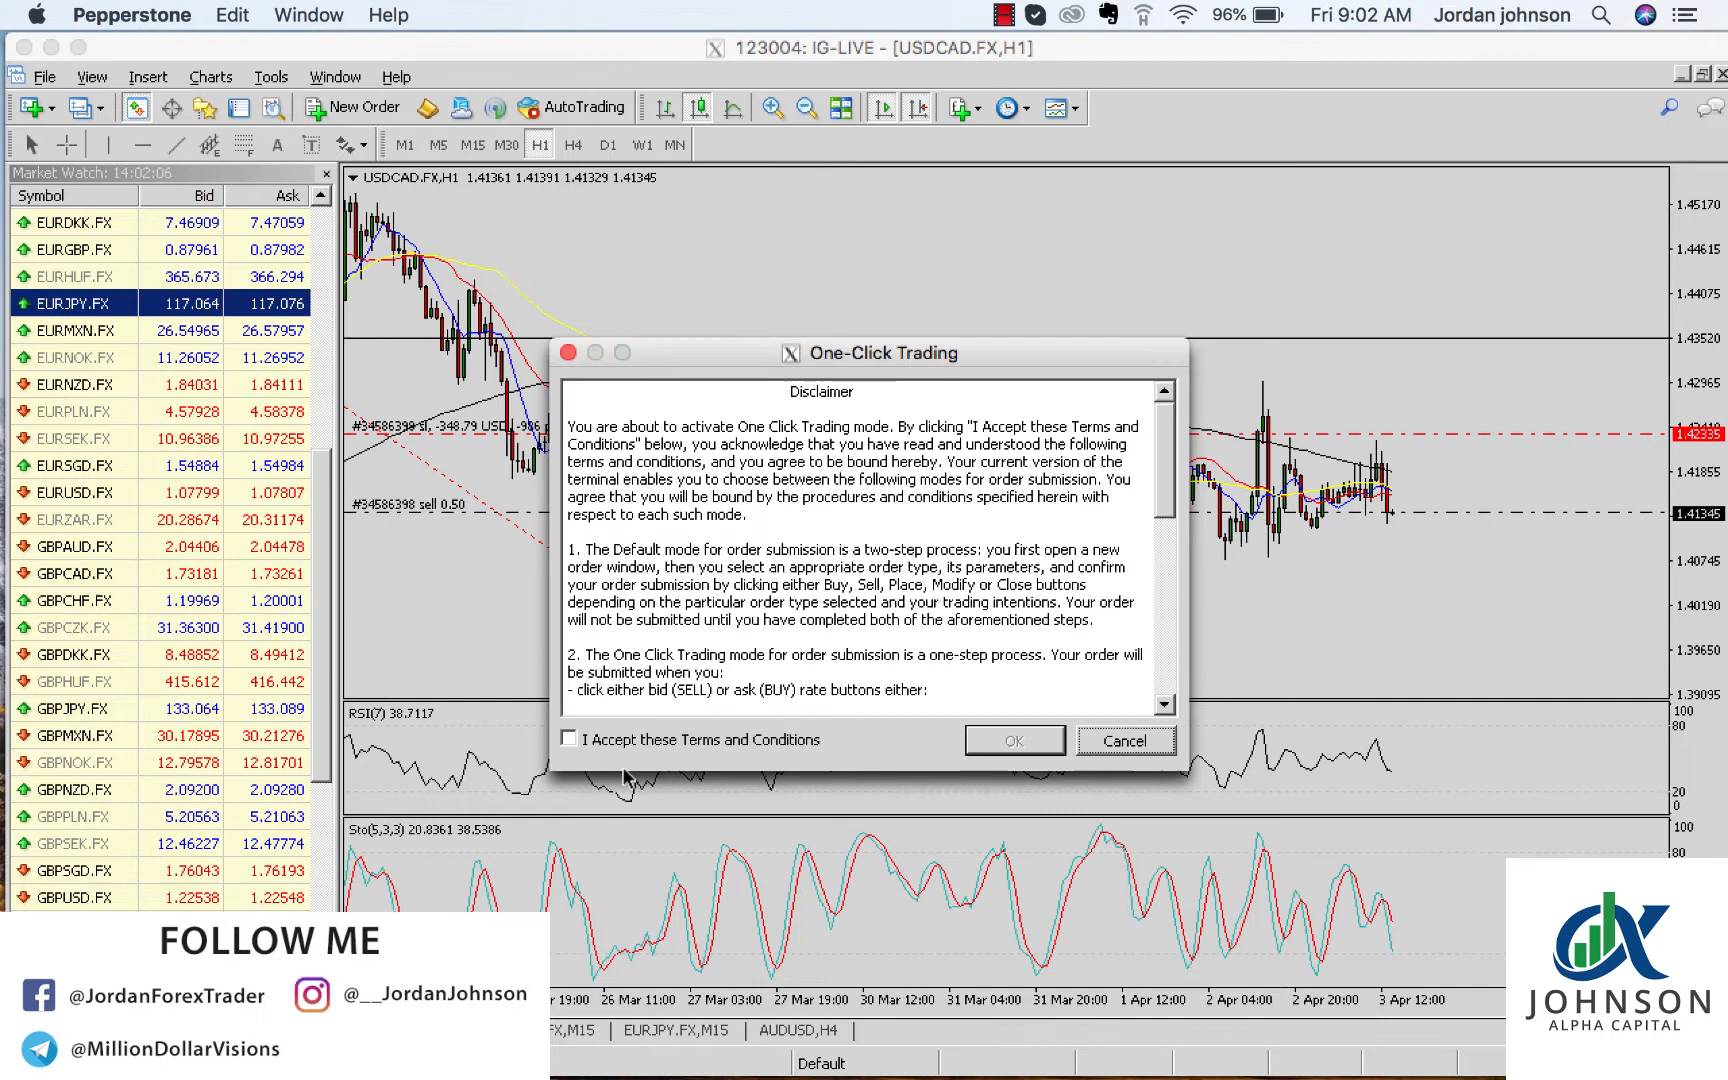 Pepperstone Edit Window Help 96% Fri 9:02 AM Jordan johnson
123004: IG-LIVE - [USDCAD.FX,H1]
File View Insert Charts Tools Window Help
New Order AutoTrading
A T M1 M5 M15 M30 H1 H4 D1 W1 MN
Market Watch: 14:02:06
Symbol Bid Ask
EURDKK.FX 7.46909 7.47059
EURGBP.FX 0.87961 0.87982
EURHUF.FX 365.673 366.294
EURJPY.FX 117.064 117.076
EURMXN.FX 26.54965 26.57957
EURNOK.FX 11.26052 11.26952
EURNZD.FX 1.84031 1.84111
EURPLN.FX 4.57928 4.58378
EURSEK.FX 10.96386 10.97255
EURSGD.FX 1.54884 1.54984
EURUSD.FX 1.07799 1.07807
EURZAR.FX 20.28674 20.31174
GBPAUD.FX 2.04406 2.04478
GBPCAD.FX 1.73181 1.73261
GBPCHF.FX 1.19969 1.20001
GBPCZK.FX 31.36300 31.41900
GBPDKK.FX 8.48852 8.49412
GBPHUF.FX 415.612 416.442
GBPJPY.FX 133.064 133.089
GBPMXN.FX 30.17895 30.21276
GBPNOK.FX 12.79578 12.81701
GBPNZD.FX 2.09200 2.09280
GBPPLN.FX 5.20563 5.21063
GBPSEK.FX 12.46227 12.47774
GBPSGD.FX 1.76043 1.76193
GBPUSD.FX 1.22538 1.22548
USDCAD.FX,H1 1.41361 1.41391 1.41329 1.41345
#34586398 sl, -348.79 USD, -986 p
#34586398 sell 0.50
1.45170
1.44615
1.44075
1.43520
1.42965
1.42335
1.41855
1.41345
1.40745
1.40190
1.39650
1.39095
One-Click Trading
Disclaimer
You are about to activate One Click Trading mode. By clicking "I Accept these Terms and
Conditions" below, you acknowledge that you have read and understood the following
terms and conditions, and you agree to be bound hereby. Your current version of the
terminal enables you to choose between the following modes for order submission. You
agree that you will be bound by the procedures and conditions specified herein with
respect to each such mode.
1. The Default mode for order submission is a two-step process: you first open a new
order window, then you select an appropriate order type, its parameters, and confirm
your order submission by clicking either Buy, Sell, Place, Modify or Close buttons
depending on the particular order type selected and your trading intentions. Your order
will not be submitted until you have completed both of the aforementioned steps.
2. The One Click Trading mode for order submission is a one-step process. Your order will
be submitted when you:
- click either bid (SELL) or ask (BUY) rate buttons either:
I Accept these Terms and Conditions OK Cancel
RSI(7) 38.7117
100
80
20
0
Sto(5,3,3) 20.8361 38.5386
100
80
19:00 26 Mar 11:00 27 Mar 03:00 27 Mar 19:00 30 Mar 12:00 31 Mar 04:00 31 Mar 20:00 1 Apr 12:00 2 Apr 04:00 2 Apr 20:00 3 Apr 12:00
FX,M15 EURJPY.FX,M15 AUDUSD,H4
Default
FOLLOW ME
@JordanForexTrader @__JordanJohnson
@MillionDollarVisions
JOHNSON
ALPHA CAPITAL